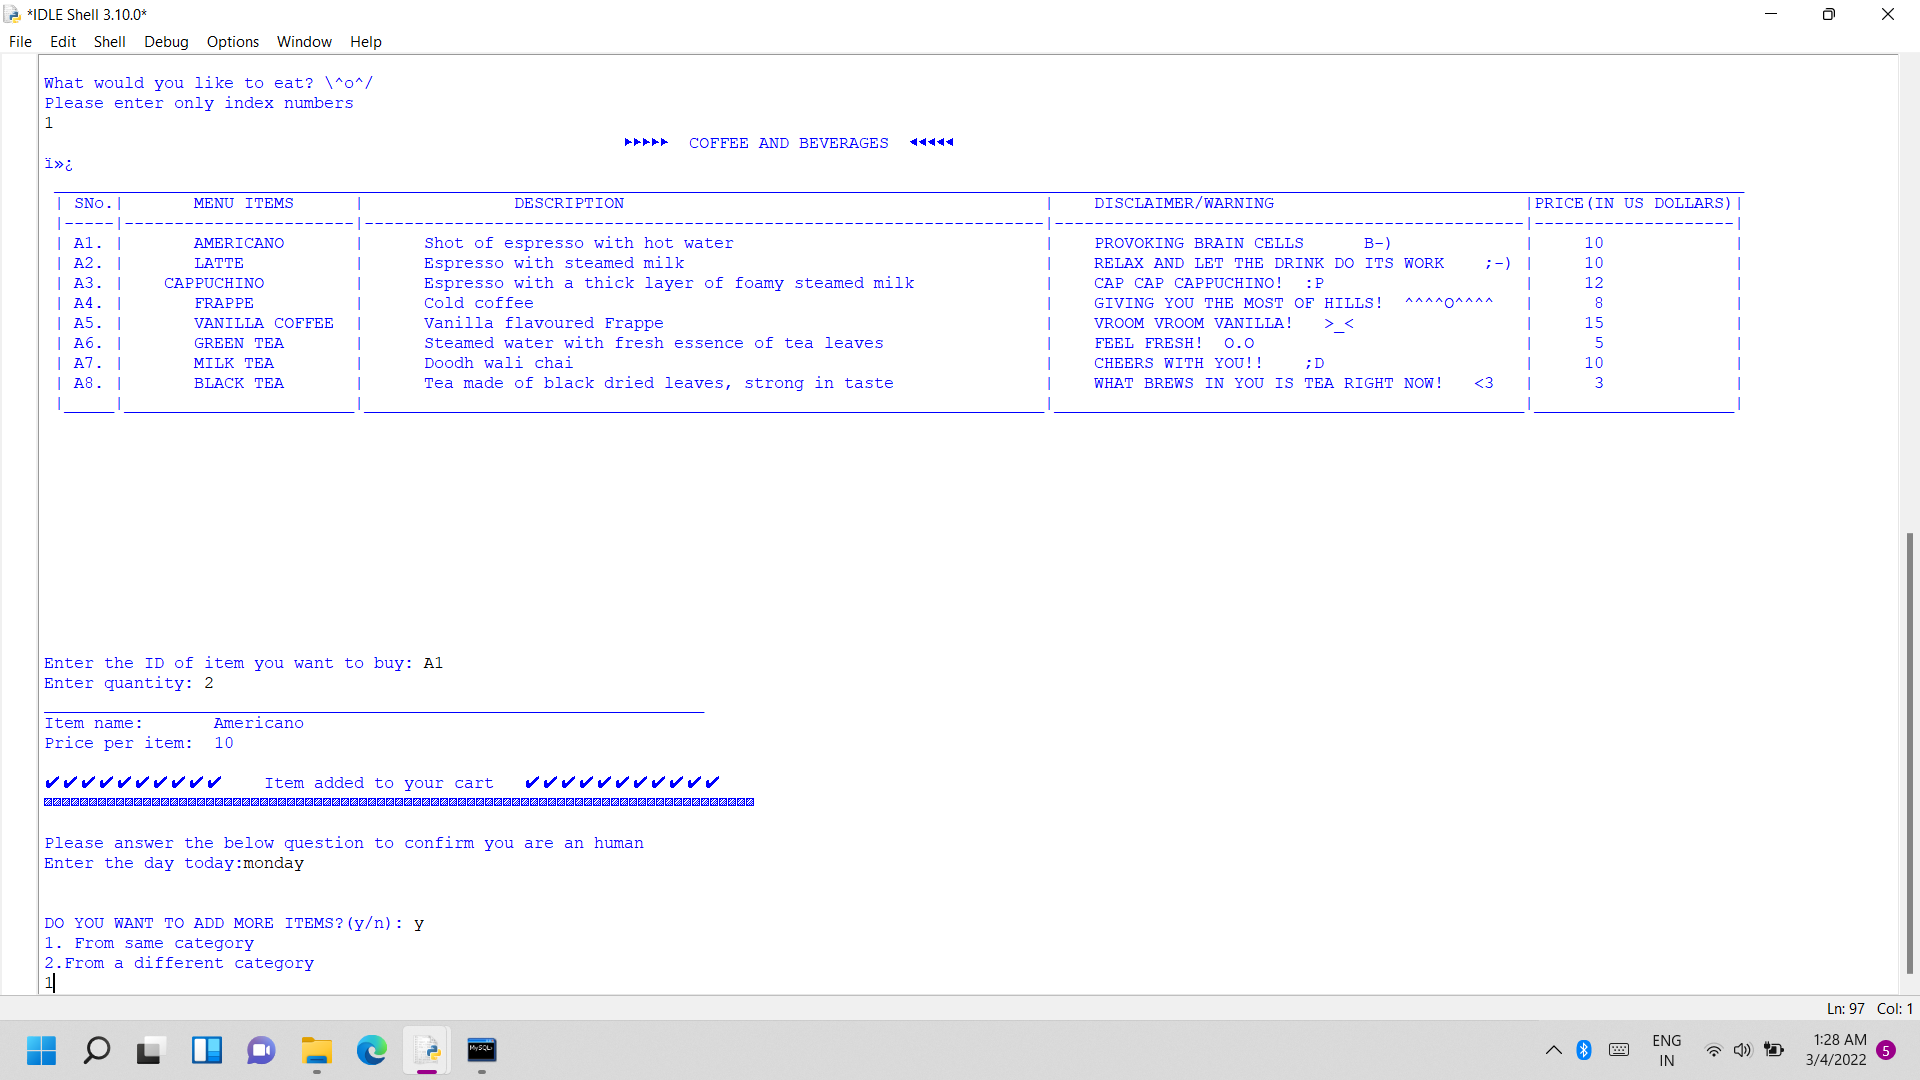 *IDLE Shell 3.10.0*
File Edit Shell Debug Options Window Help
What would you like to eat? \^o^/
Please enter only index numbers
1
▶▶▶▶▶ COFFEE AND BEVERAGES ◀◀◀◀◀
ï»¿
| SNo.| MENU ITEMS | DESCRIPTION | DISCLAIMER/WARNING |PRICE(IN US DOLLARS)|
| A1. | AMERICANO | Shot of espresso with hot water | PROVOKING BRAIN CELLS B-) | 10 |
| A2. | LATTE | Espresso with steamed milk | RELAX AND LET THE DRINK DO ITS WORK ;-) | 10 |
| A3. | CAPPUCHINO | Espresso with a thick layer of foamy steamed milk | CAP CAP CAPPUCHINO! :P | 12 |
| A4. | FRAPPE | Cold coffee | GIVING YOU THE MOST OF HILLS! ^^^^O^^^^ | 8 |
| A5. | VANILLA COFFEE | Vanilla flavoured Frappe | VROOM VROOM VANILLA! >_< | 15 |
| A6. | GREEN TEA | Steamed water with fresh essence of tea leaves | FEEL FRESH! O.O | 5 |
| A7. | MILK TEA | Doodh wali chai | CHEERS WITH YOU!! ;D | 10 |
| A8. | BLACK TEA | Tea made of black dried leaves, strong in taste | WHAT BREWS IN YOU IS TEA RIGHT NOW! <3 | 3 |
Enter the ID of item you want to buy: A1
Enter quantity: 2
Item name: Americano
Price per item: 10
✔✔✔✔✔✔✔✔✔✔ Item added to your cart ✔✔✔✔✔✔✔✔✔✔✔
Please answer the below question to confirm you are an human
Enter the day today:monday
DO YOU WANT TO ADD MORE ITEMS?(y/n): y
1. From same category
2.From a different category
1
Ln: 97 Col: 1
MySQL
ENG
IN
1:28 AM
3/4/2022
5